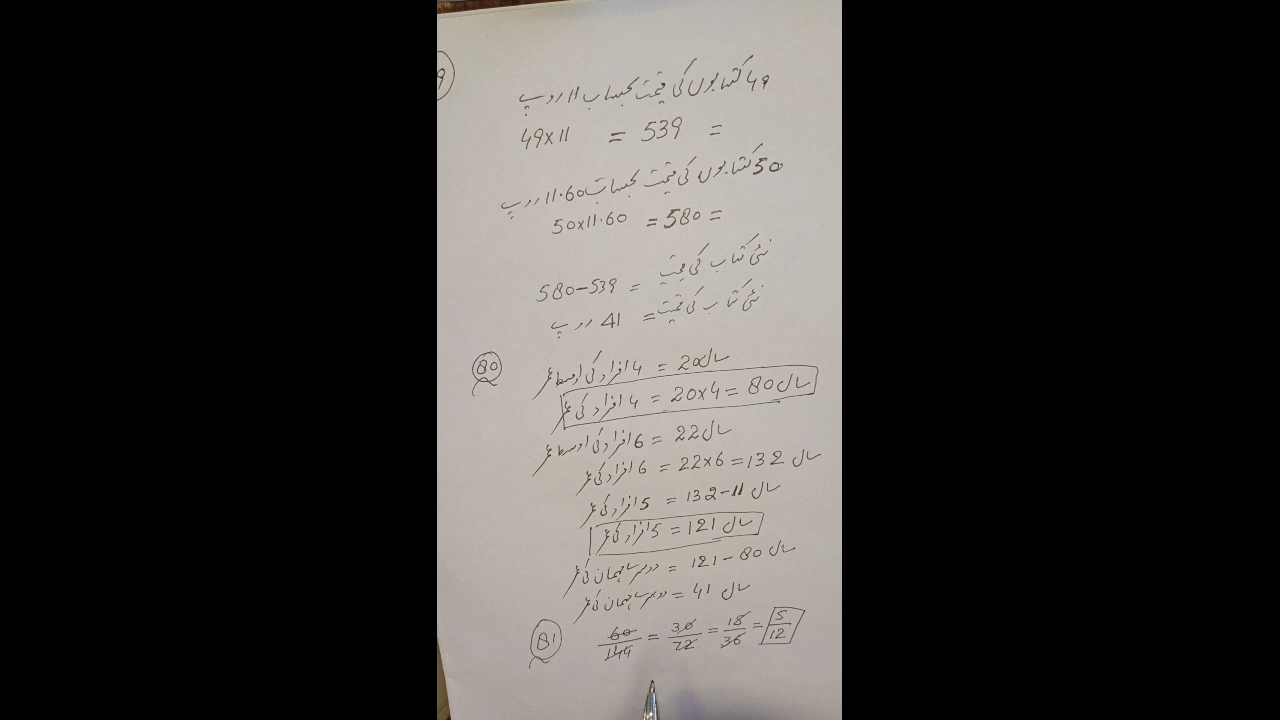 9
49 کتابوں کی قیمت بحساب 11 روپے
49x11 = 539 =
50 کتابوں کی قیمت بحساب 11.60 روپے
50x11.60 = 580 =
نئی کتاب کی قیمت = 580-539
نئی کتاب کی قیمت = 41 روپے
80
4 افراد کی اوسط عمر = 20 سال
4 افراد کی عمر = 20x4 = 80 سال
6 افراد کی اوسط عمر = 22 سال
6 افراد کی عمر = 22x6 = 132 سال
5 افراد کی عمر = 132-11 سال
5 افراد کی عمر = 121 سال
دوسرے مہمان کی عمر = 121-80 سال
دوسرے مہمان کی عمر = 41 سال
81 60/144 = 30/72 = 15/36 = 5/12